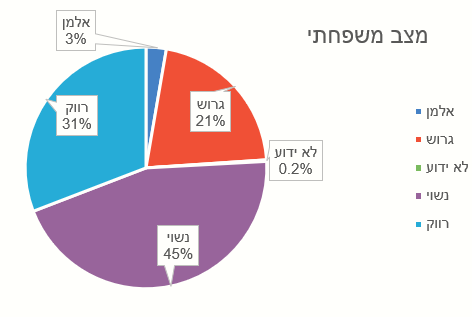 מצב משפחתי
אלמן
3%
גרוש
21%
לא ידוע
0.2%
נשוי
45%
רווק
31%
אלמן
גרוש
לא ידוע
נשוי
רווק